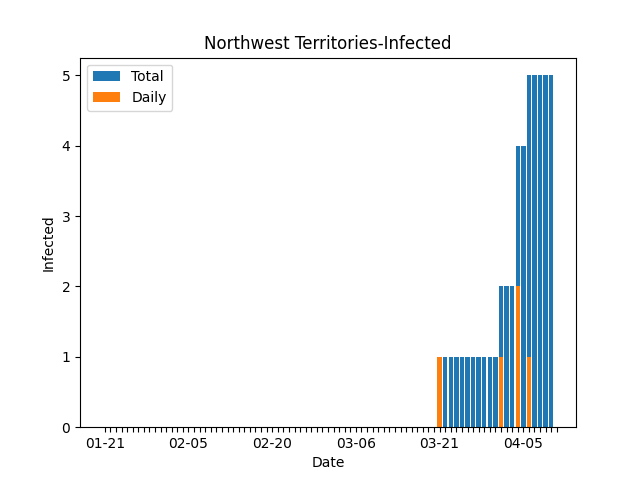 Northwest Territories-Infected
Total
Daily
5
4
3
2
1
0
Infected
01-21 02-05 02-20 03-06 03-21 04-05
Date